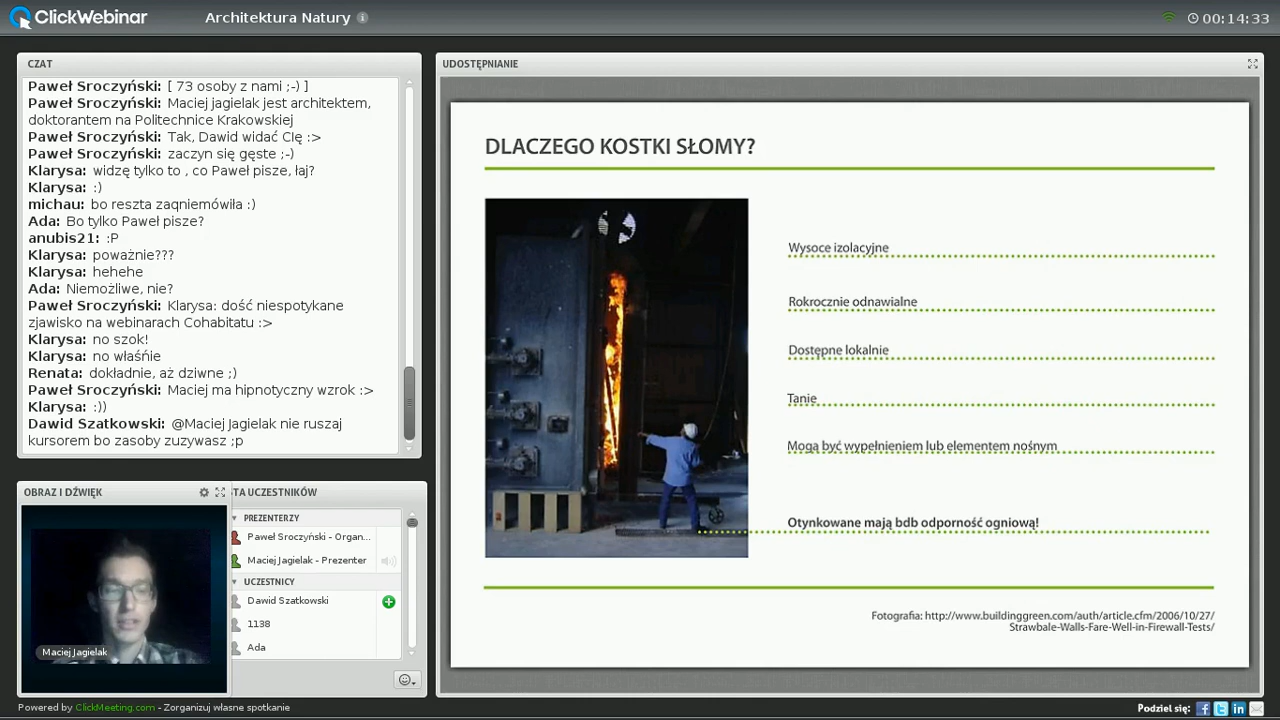 ClickWebinar
Architektura Natury
00:14:33
CZAT
Paweł Sroczyński: [ 73 osoby z nami ;-) ]
Paweł Sroczyński: Maciej jagielak jest architektem,
doktorantem na Politechnice Krakowskiej
Paweł Sroczyński: Tak, Dawid widać CIę :>
Paweł Sroczyński: zaczyn się gęste ;-)
Klarysa: widzę tylko to , co Paweł pisze, łaj?
Klarysa: :)
michau: bo reszta zaqniemówiła :)
Ada: Bo tylko Paweł pisze?
anubis21: :P
Klarysa: poważnie???
Klarysa: hehehe
Ada: Niemożliwe, nie?
Paweł Sroczyński: Klarysa: dość niespotykane
zjawisko na webinarach Cohabitatu :>
Klarysa: no szok!
Klarysa: no właśńie
Renata: dokładnie, aż dziwne ;)
Paweł Sroczyński: Maciej ma hipnotyczny wzrok :>
Klarysa: :))
Dawid Szatkowski: @Maciej Jagielak nie ruszaj
kursorem bo zasoby zuzywasz ;p
OBRAZ I DŹWIĘK
Maciej Jagielak
TA UCZESTNIKÓW
PREZENTERZY
Paweł Sroczyński - Organ...
Maciej Jagielak - Prezenter
UCZESTNICY
Dawid Szatkowski
1138
Ada
UDOSTĘPNIANIE
DLACZEGO KOSTKI SŁOMY?
Wysoce izolacyjne
Rokrocznie odnawialne
Dostępne lokalnie
Tanie
Mogą być wypełnieniem lub elementem nośnym
Otynkowane mają bdb odporność ogniową!
Fotografia: http://www.buildinggreen.com/auth/article.cfm/2006/10/27/
Strawbale-Walls-Fare-Well-in-Firewall-Tests/
Powered by ClickMeeting.com - Zorganizuj własne spotkanie
Podziel się: